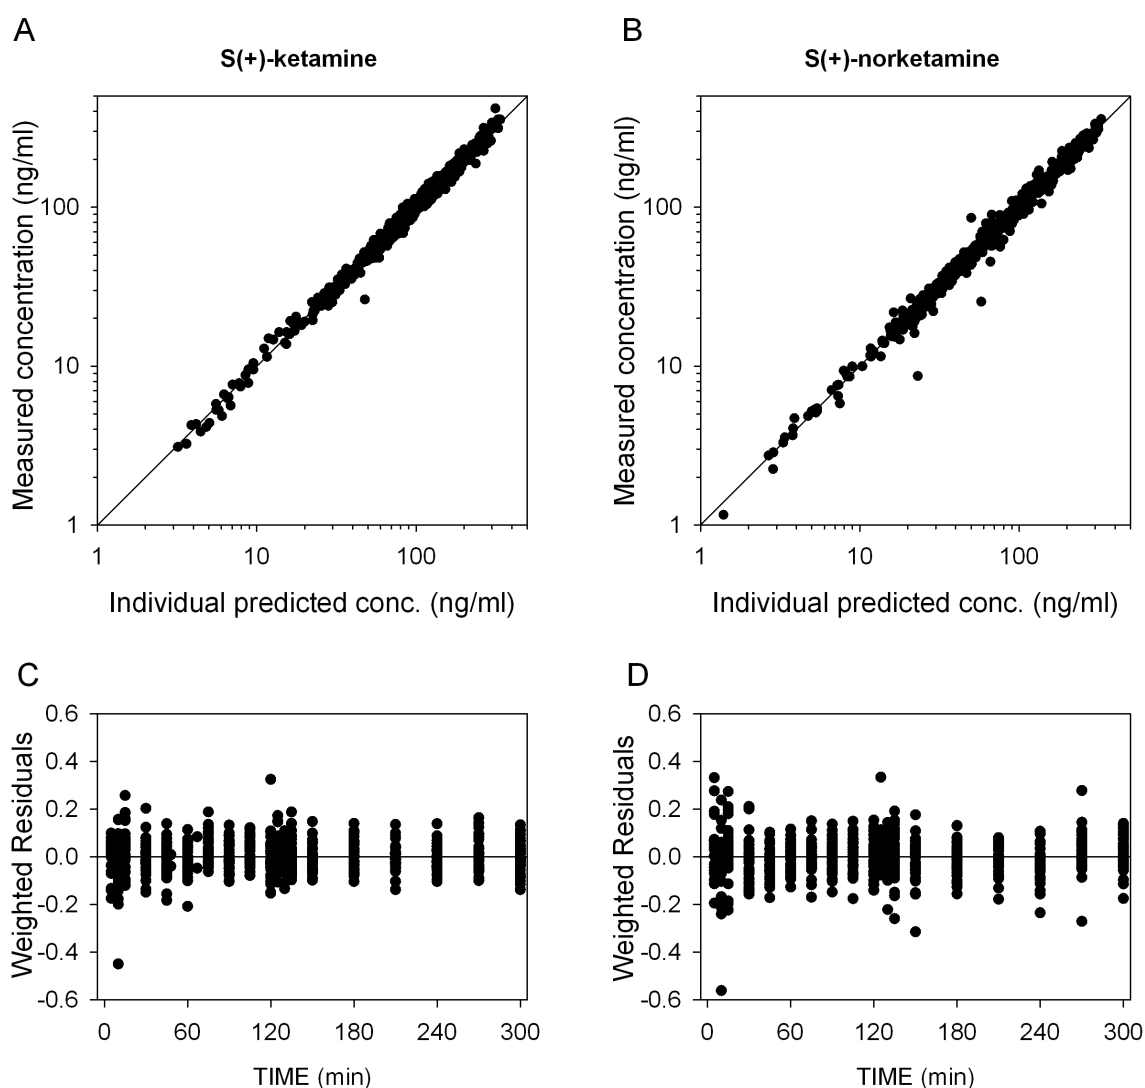 A
B
S(+)-ketamine
S(+)-norketamine
Measured concentration (ng/ml)
100
10
1
1
10
100
Individual predicted conc. (ng/ml)
Measured concentration (ng/ml)
100
10
1
1
10
100
Individual predicted conc. (ng/ml)
C
D
Weighted Residuals
0.6
0.4
0.2
0.0
-0.2
-0.4
-0.6
0
60
120
180
240
300
TIME (min)
Weighted Residuals
0.6
0.4
0.2
0.0
-0.2
-0.4
-0.6
0
60
120
180
240
300
TIME (min)